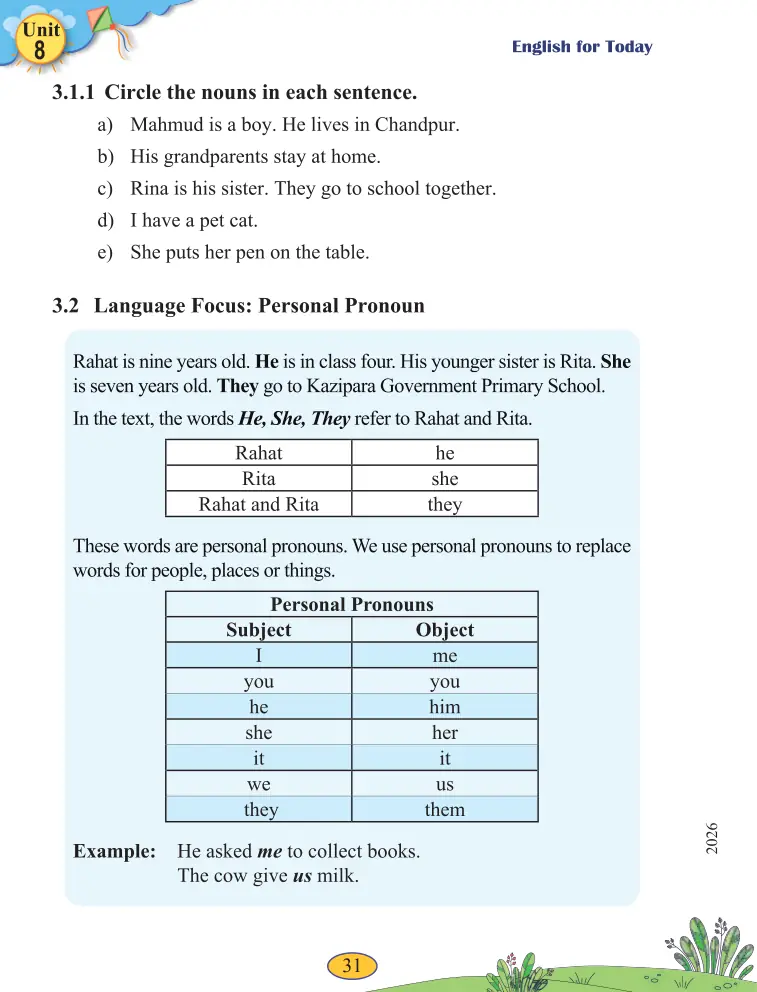 Unit
8
English for Today
3.1.1 Circle the nouns in each sentence.
a) Mahmud is a boy. He lives in Chandpur.
b) His grandparents stay at home.
c) Rina is his sister. They go to school together.
d) I have a pet cat.
e) She puts her pen on the table.
3.2 Language Focus: Personal Pronoun
Rahat is nine years old. He is in class four. His younger sister is Rita. She
is seven years old. They go to Kazipara Government Primary School.
In the text, the words He, She, They refer to Rahat and Rita.
Rahat he
Rita she
Rahat and Rita they
These words are personal pronouns. We use personal pronouns to replace
words for people, places or things.
Personal Pronouns
Subject Object
I me
you you
he him
she her
it it
we us
they them
Example: He asked me to collect books.
The cow give us milk.
2026
31